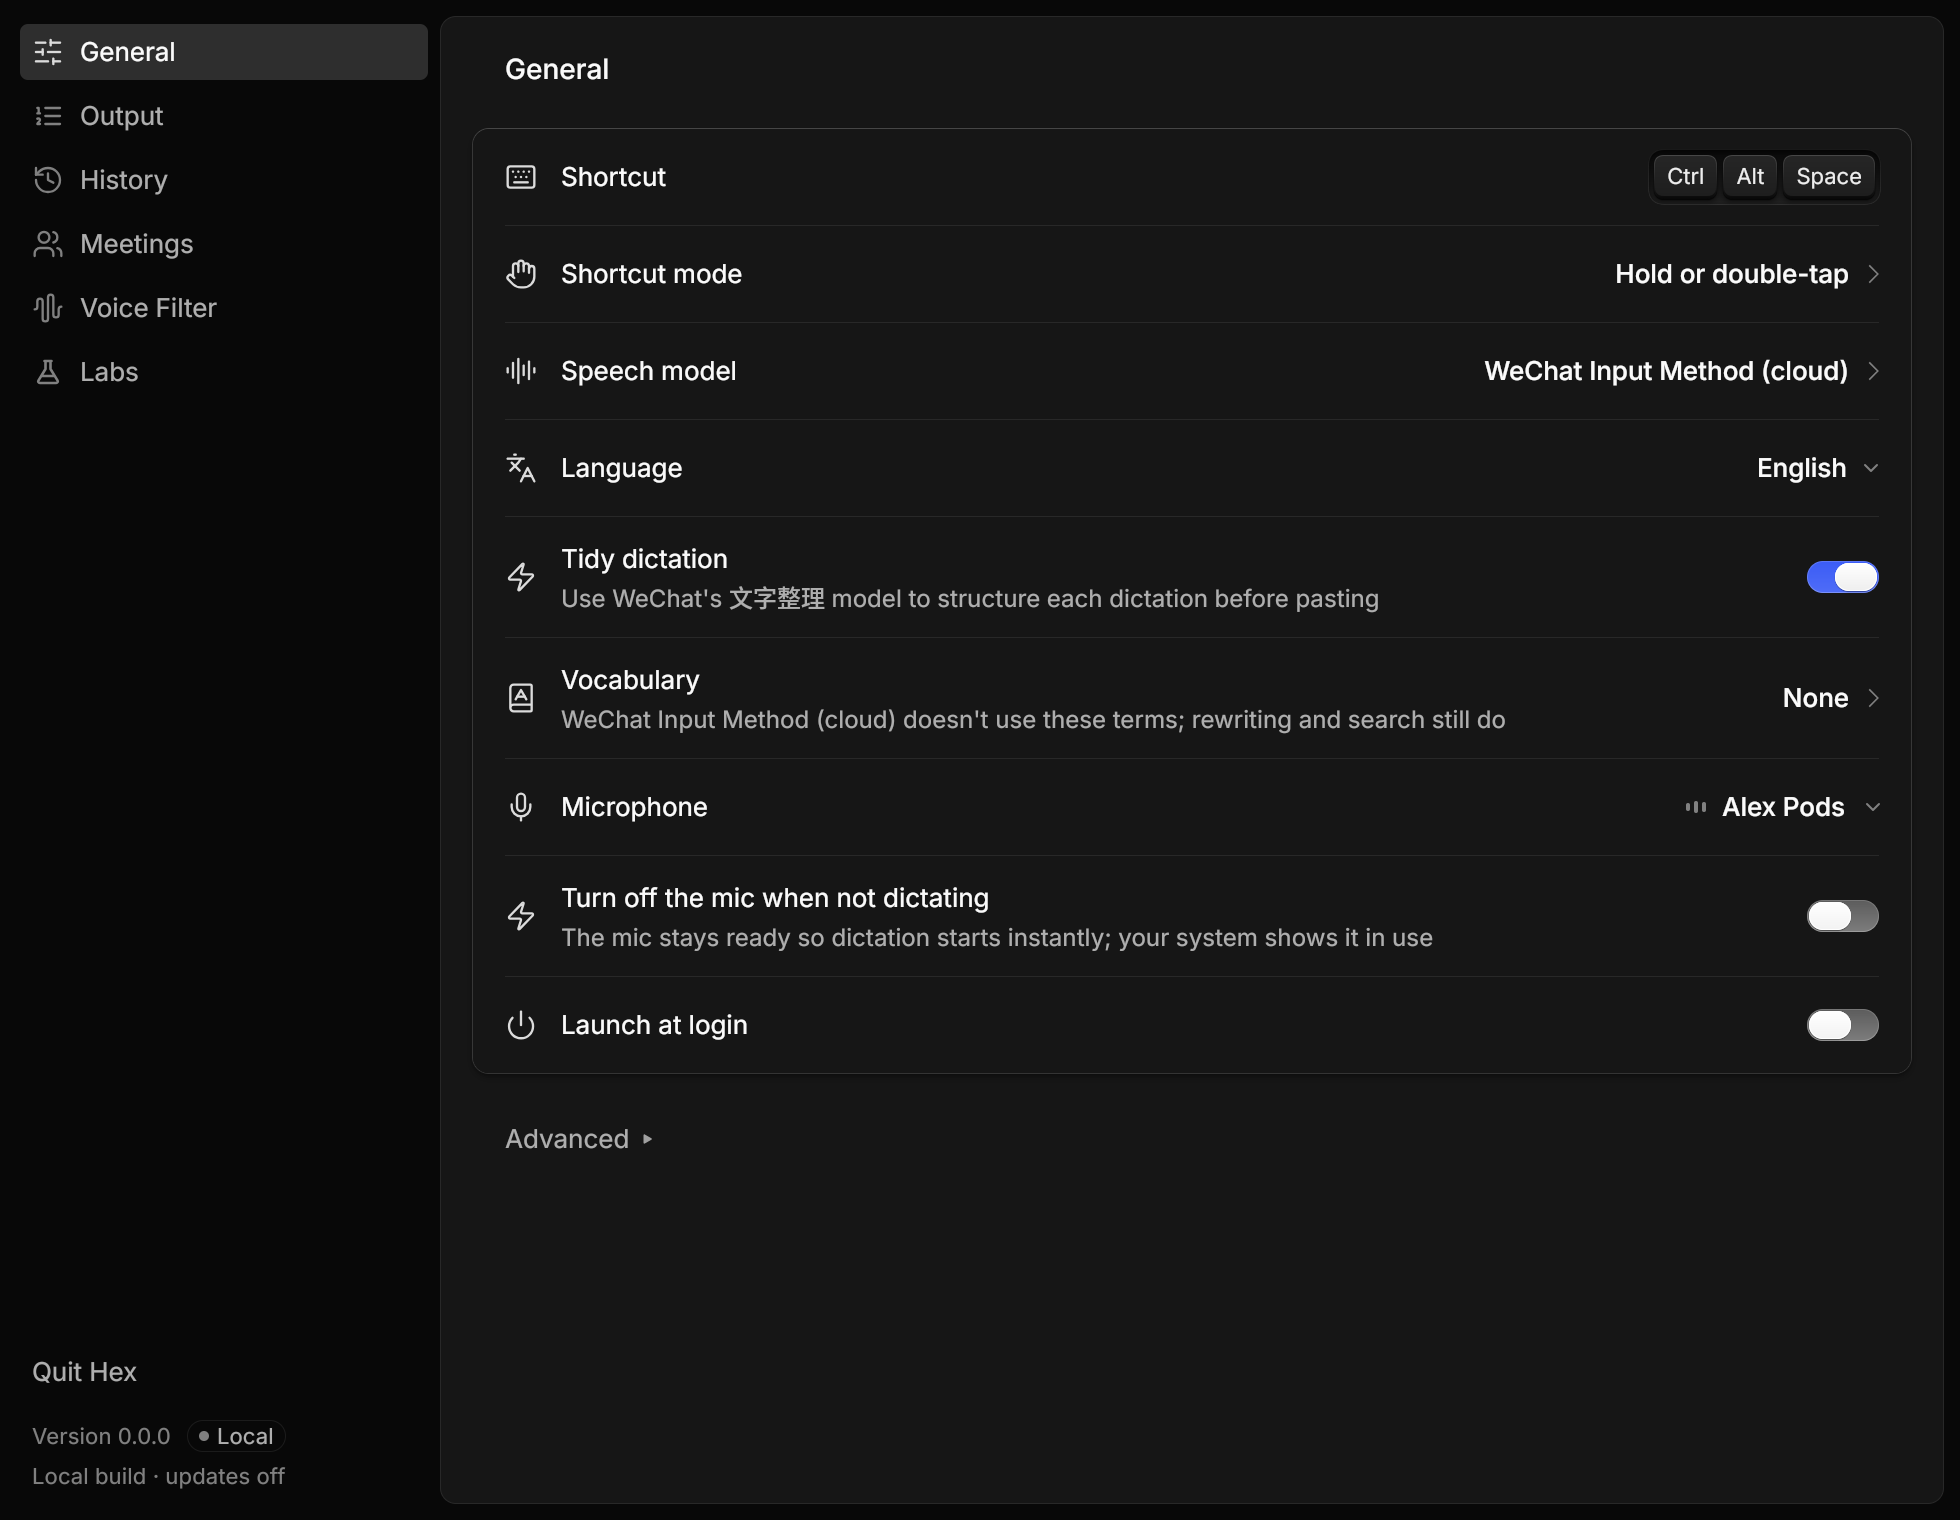 General
Output
History
Meetings
Voice Filter
Labs
Quit Hex
Version 0.0.0 Local
Local build · updates off
General
Shortcut Ctrl Alt Space
Shortcut mode Hold or double-tap
Speech model WeChat Input Method (cloud)
Language English
Tidy dictation
Use WeChat's 文字整理 model to structure each dictation before pasting
Vocabulary None
WeChat Input Method (cloud) doesn't use these terms; rewriting and search still do
Microphone Alex Pods
Turn off the mic when not dictating
The mic stays ready so dictation starts instantly; your system shows it in use
Launch at login
Advanced